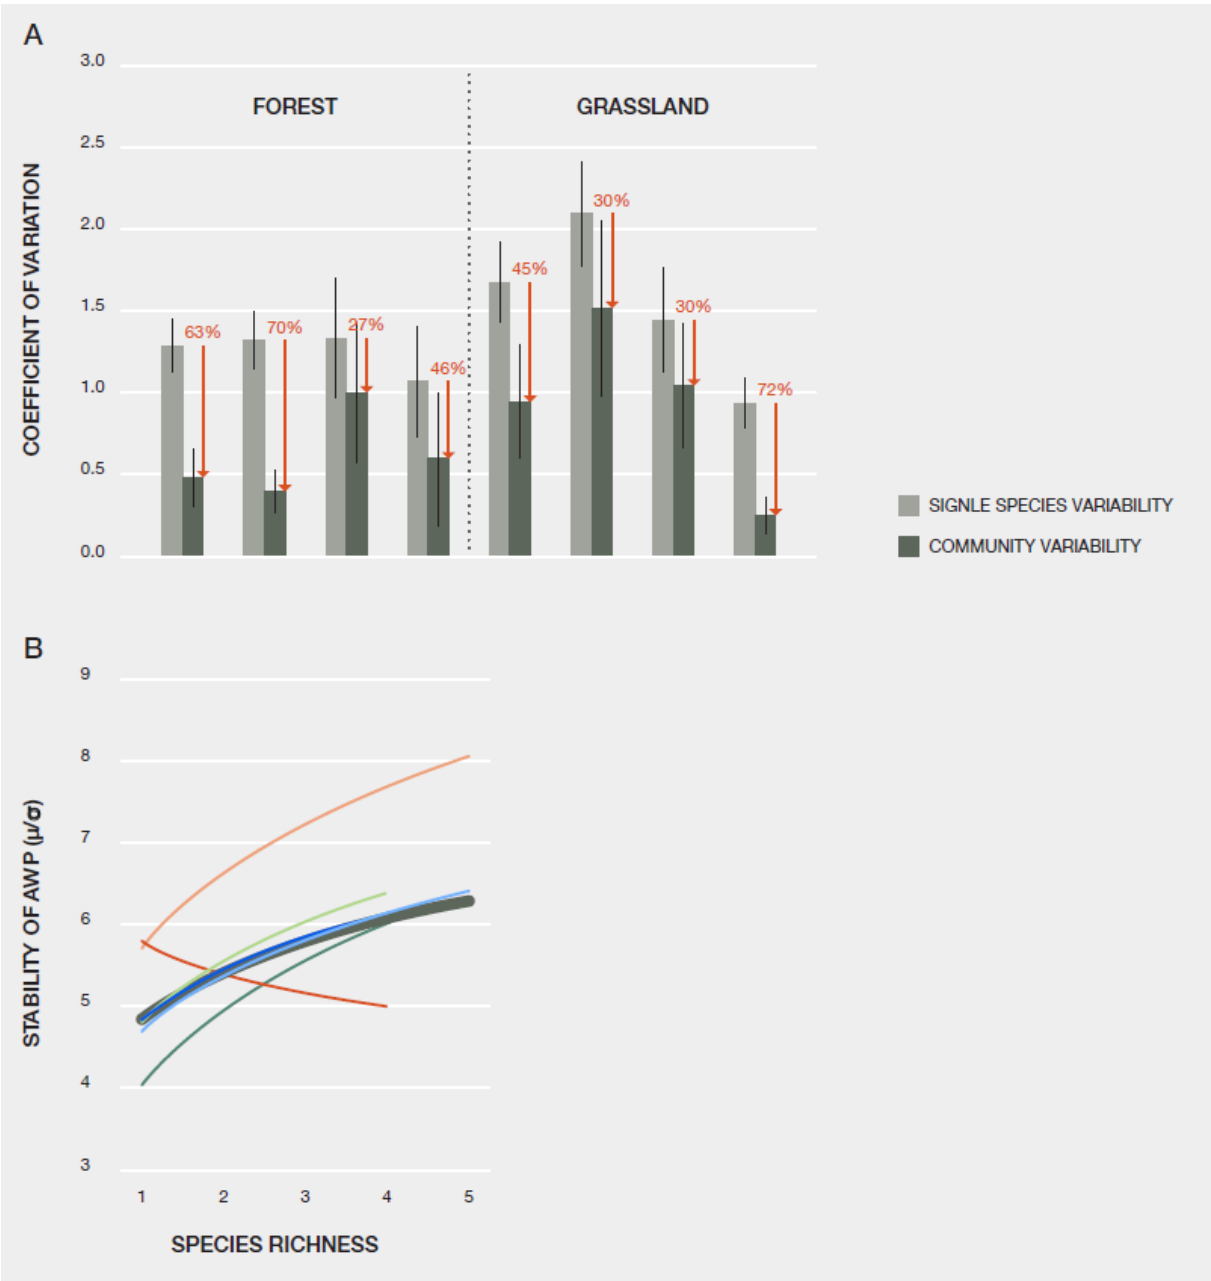 A
3.0
FOREST
GRASSLAND
2.5
2.0
1.5
1.0
0.5
0.0
COEFFICIENT OF VARIATION
63%
70%
27%
46%
45%
30%
30%
72%
SIGNLE SPECIES VARIABILITY
COMMUNITY VARIABILITY
B
9
8
7
6
5
4
3
STABILITY OF AWP (μ/σ)
1 2 3 4 5
SPECIES RICHNESS